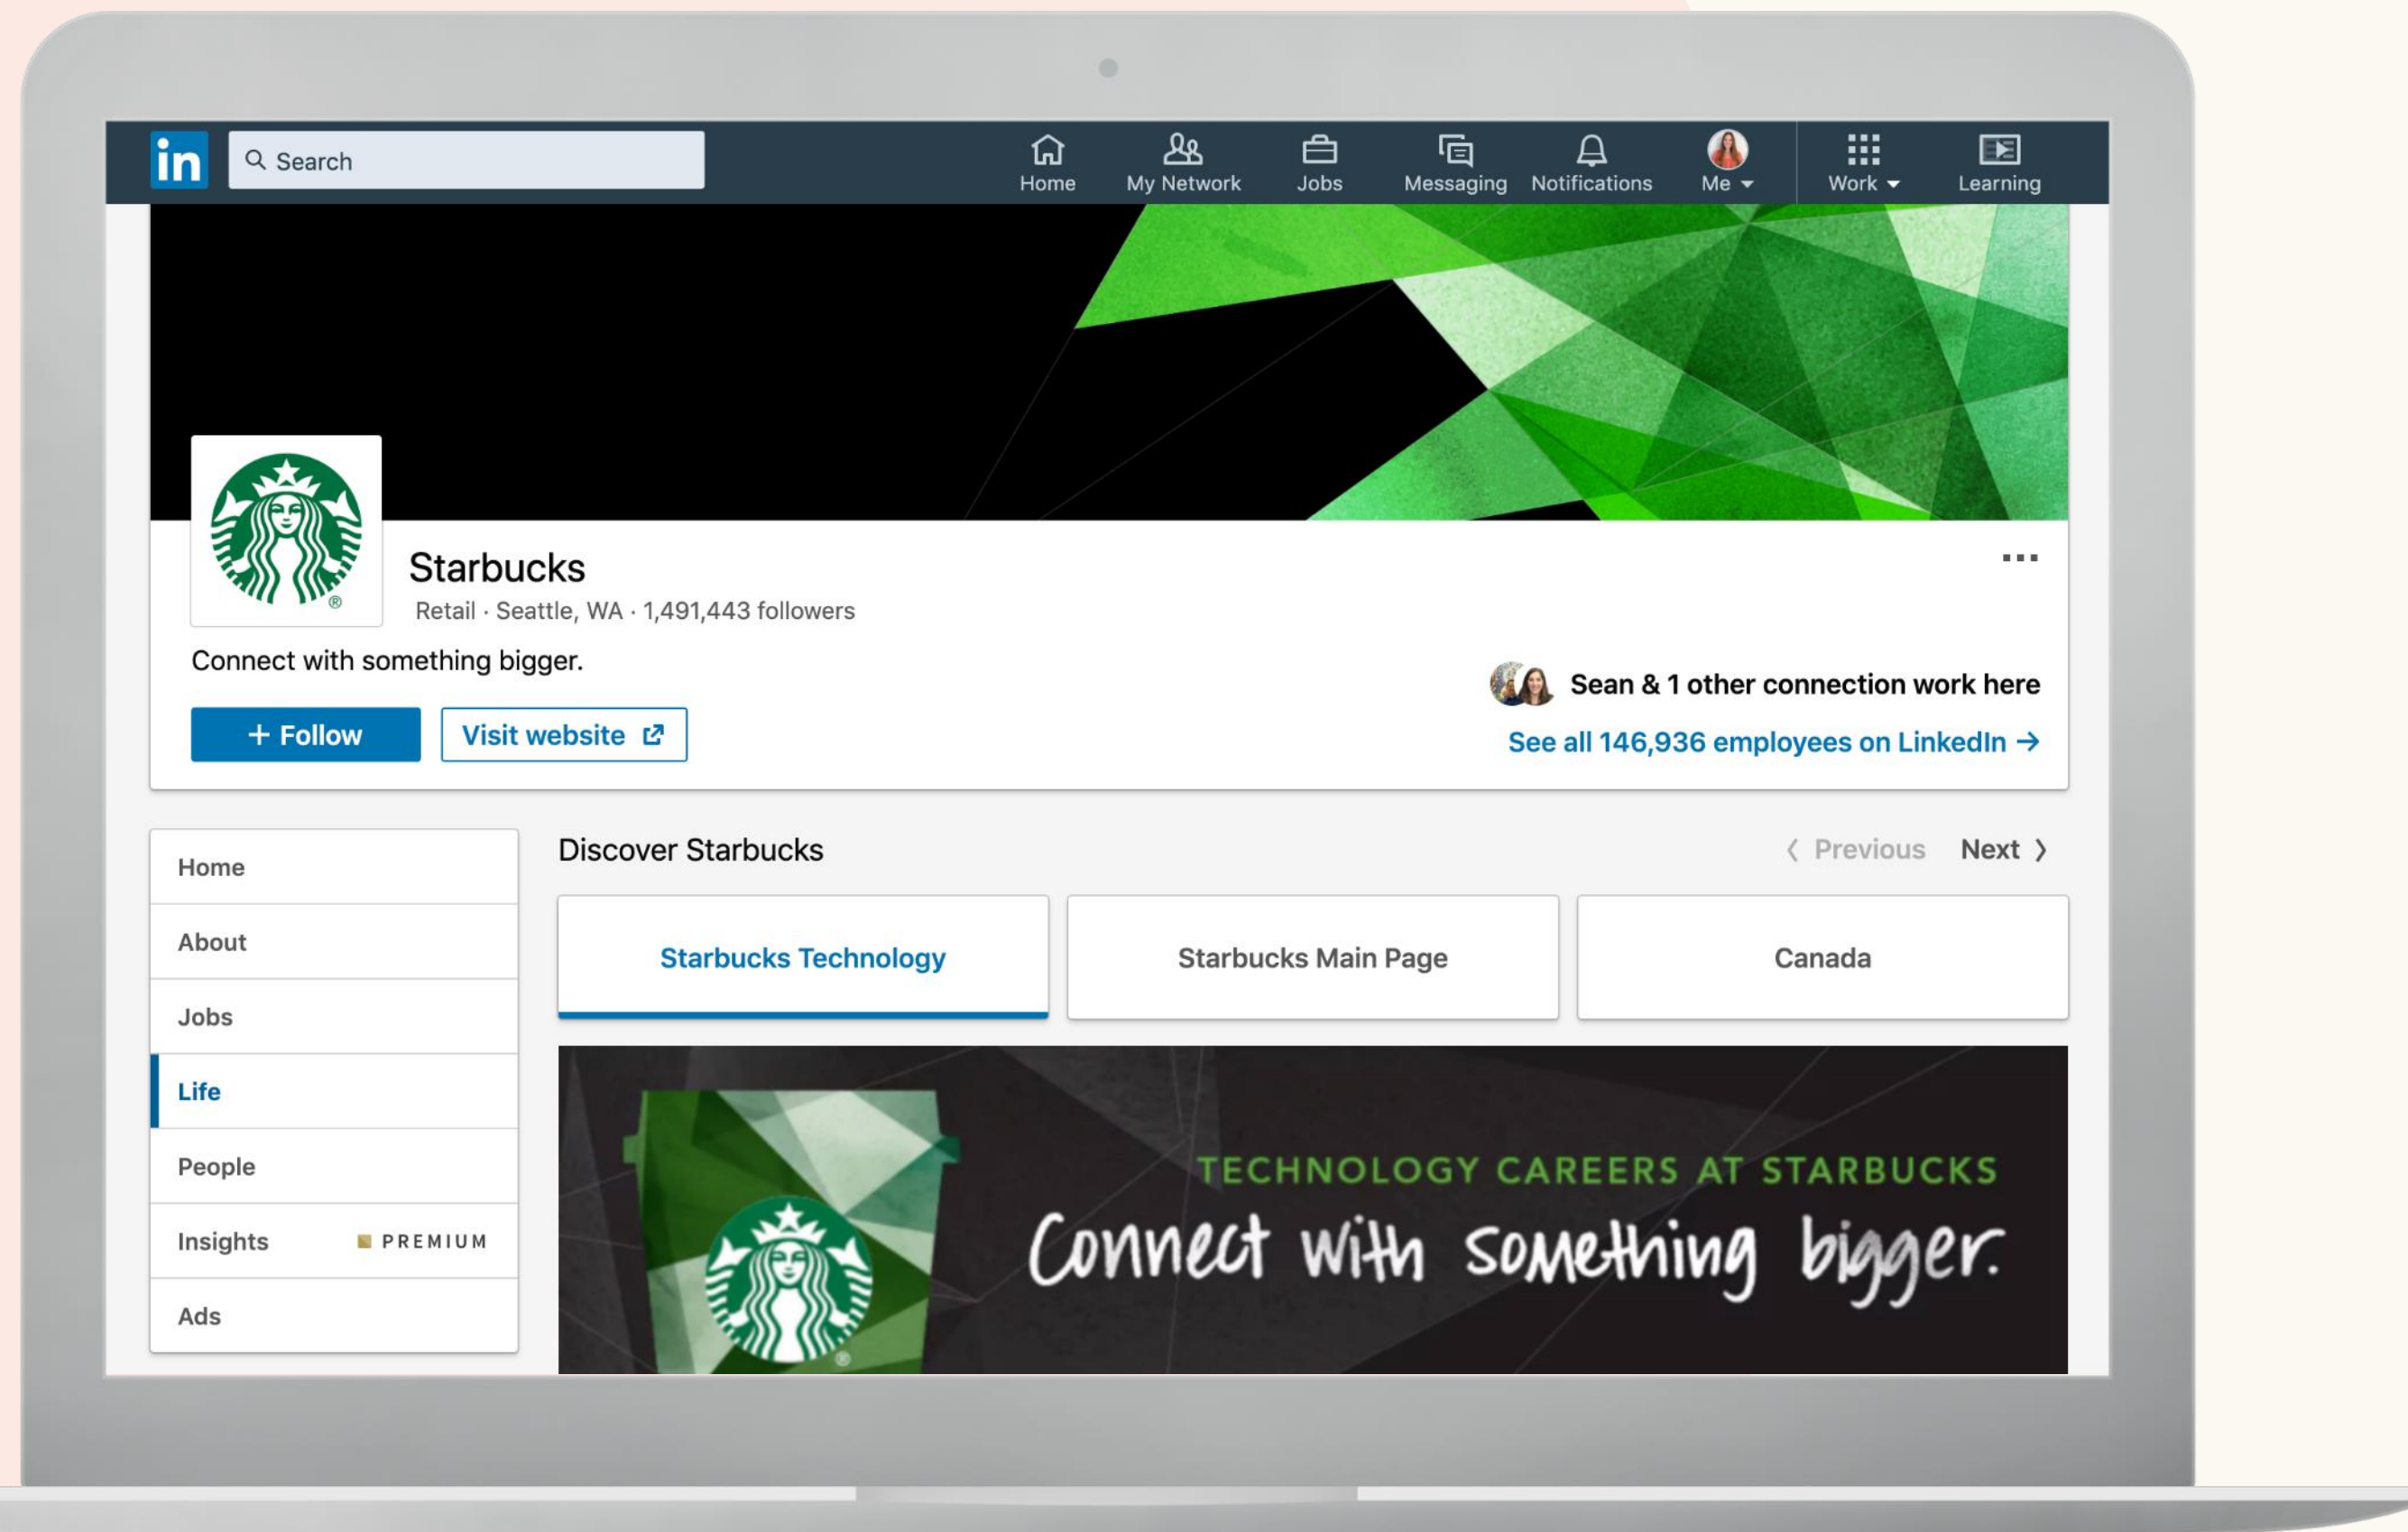 in Search Home My Network Jobs Messaging Notifications Me Work Learning
Starbucks
Retail · Seattle, WA · 1,491,443 followers
Connect with something bigger.
Sean & 1 other connection work here
+ Follow Visit website
See all 146,936 employees on LinkedIn →
Home
About
Jobs
Life
People
Insights PREMIUM
Ads
Discover Starbucks < Previous Next >
Starbucks Technology Starbucks Main Page Canada
TECHNOLOGY CAREERS AT STARBUCKS
Connect with something bigger.